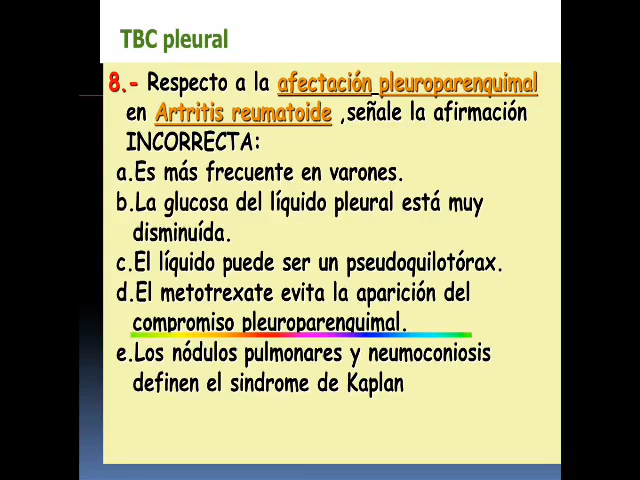 TBC pleural
8.- Respecto a la afectación pleuroparenquimal
en Artritis reumatoide ,señale la afirmación
INCORRECTA:
a.Es más frecuente en varones.
b.La glucosa del líquido pleural está muy
disminuída.
c.El líquido puede ser un pseudoquilotórax.
d.El metotrexate evita la aparición del
compromiso pleuroparenquimal.
e.Los nódulos pulmonares y neumoconiosis
definen el sindrome de Kaplan